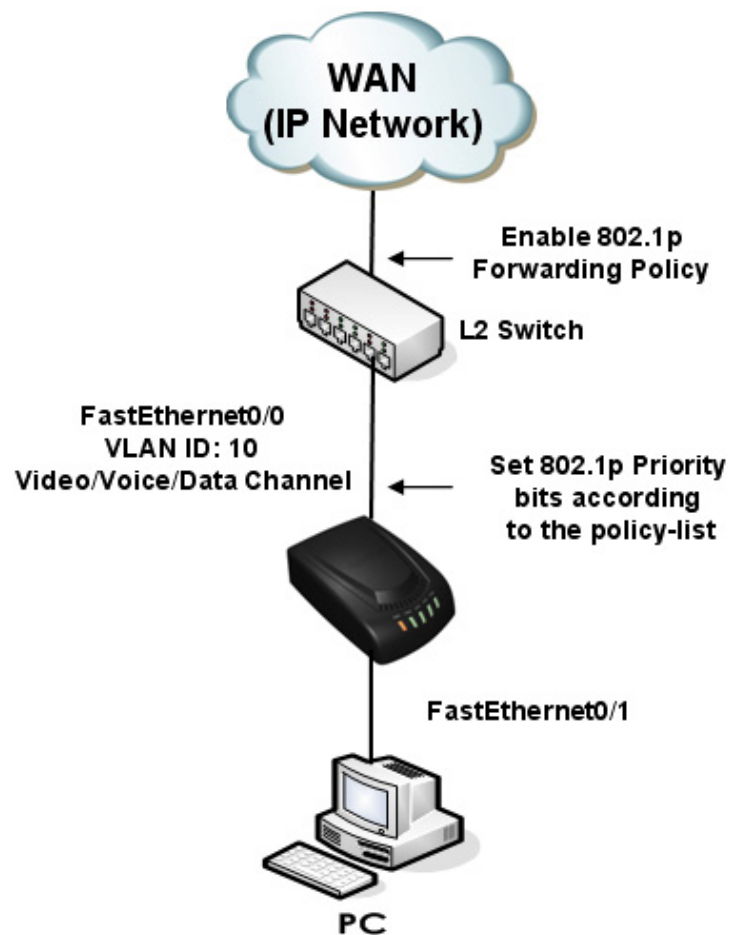 WAN
(IP Network)
Enable 802.1p
Forwarding Policy
L2 Switch
FastEthernet0/0
VLAN ID: 10
Video/Voice/Data Channel
Set 802.1p Priority
bits according
to the policy-list
FastEthernet0/1
PC